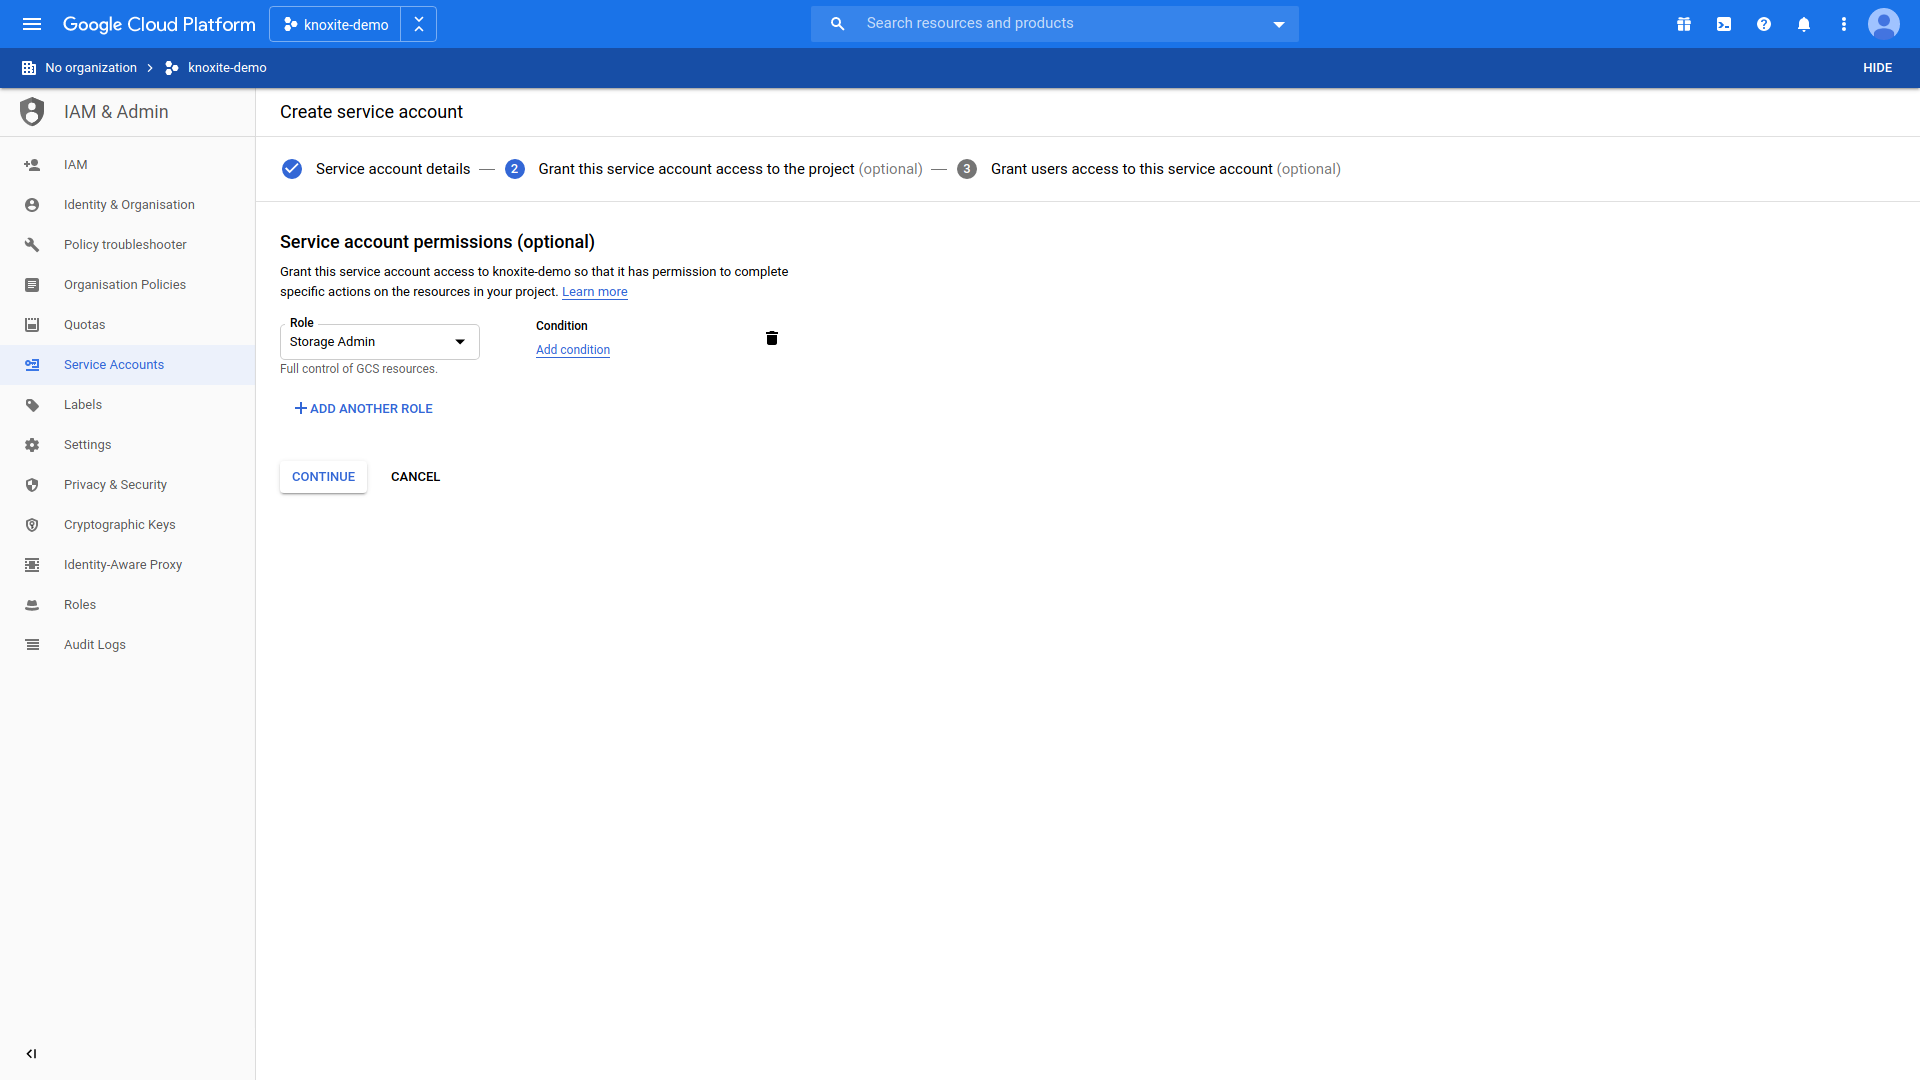 Google Cloud Platform
knoxite-demo
Search resources and products
No organization
knoxite-demo
HIDE
IAM & Admin
IAM
Identity & Organisation
Policy troubleshooter
Organisation Policies
Quotas
Service Accounts
Labels
Settings
Privacy & Security
Cryptographic Keys
Identity-Aware Proxy
Roles
Audit Logs
Create service account
Service account details — 2 Grant this service account access to the project (optional) — 3 Grant users access to this service account (optional)
Service account permissions (optional)
Grant this service account access to knoxite-demo so that it has permission to complete
specific actions on the resources in your project. Learn more
Role
Storage Admin
Full control of GCS resources.
Condition
Add condition
ADD ANOTHER ROLE
CONTINUE
CANCEL